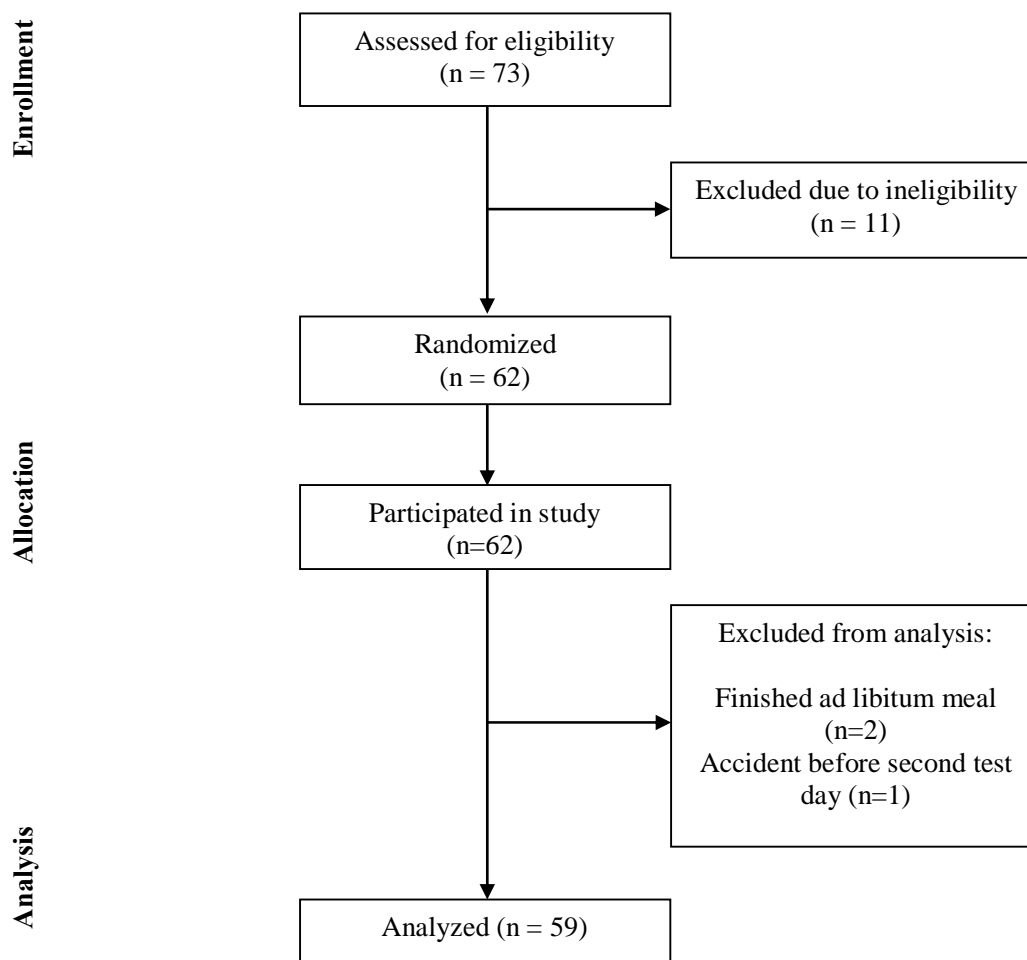 Enrollment
Assessed for eligibility
(n = 73)
Excluded due to ineligibility
(n = 11)
Randomized
(n = 62)
Allocation
Participated in study
(n=62)
Excluded from analysis:
Finished ad libitum meal
(n=2)
Accident before second test
day (n=1)
Analysis
Analyzed (n = 59)